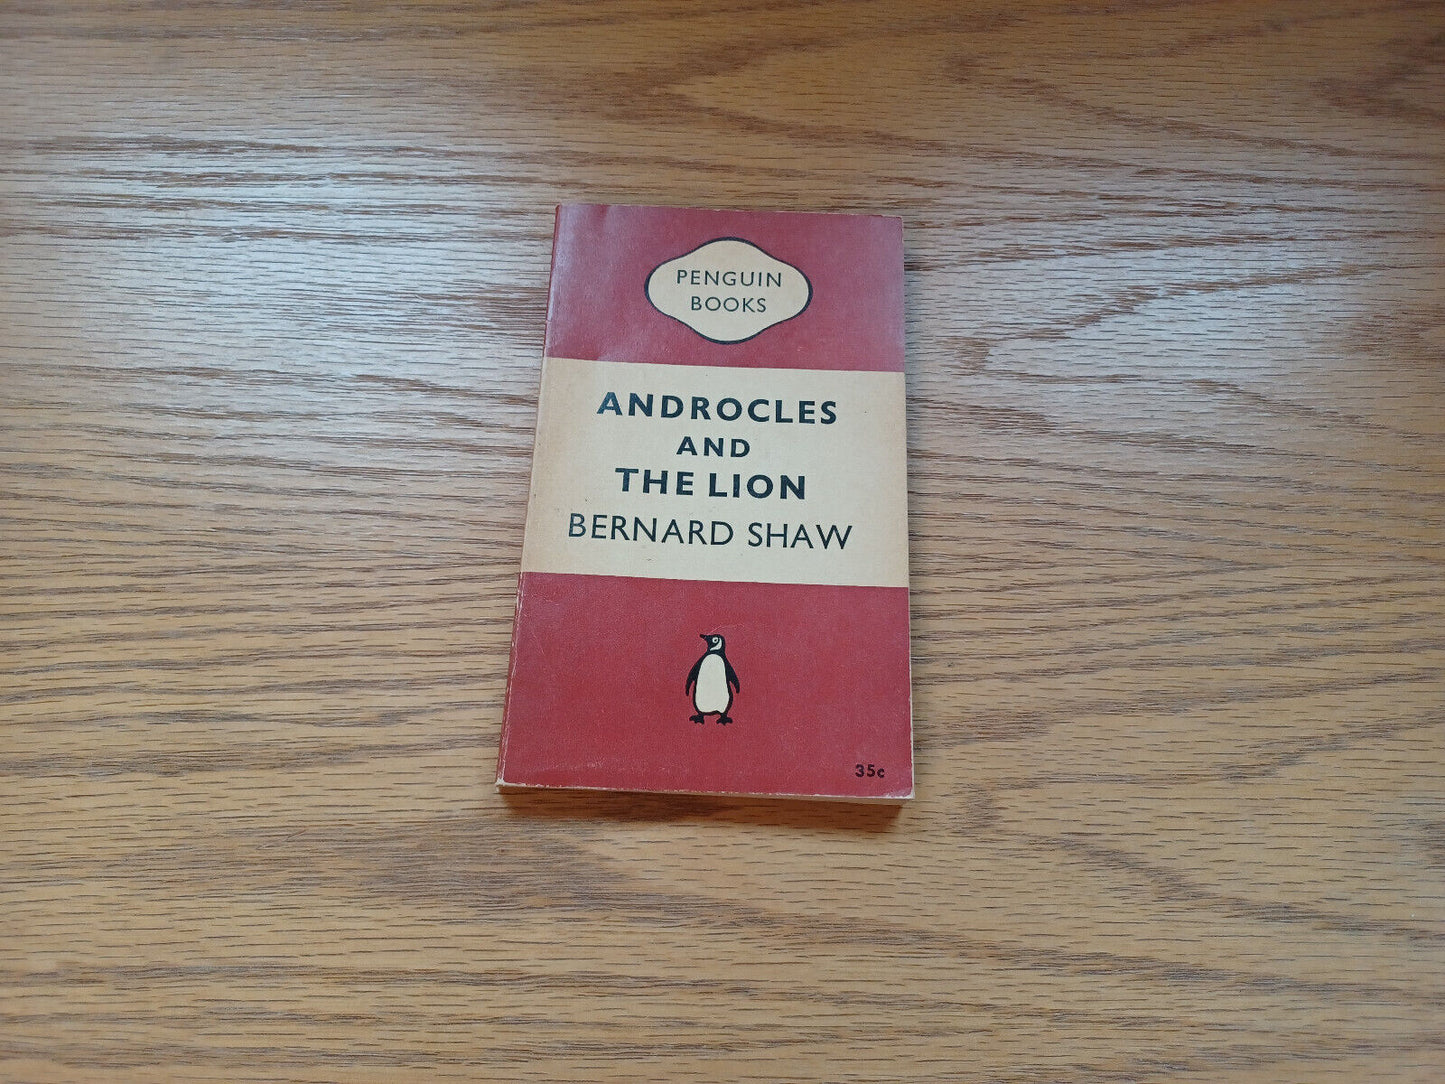 PENGUIN
BOOKS
ANDROCLES
AND
THE LION
BERNARD SHAW
35c